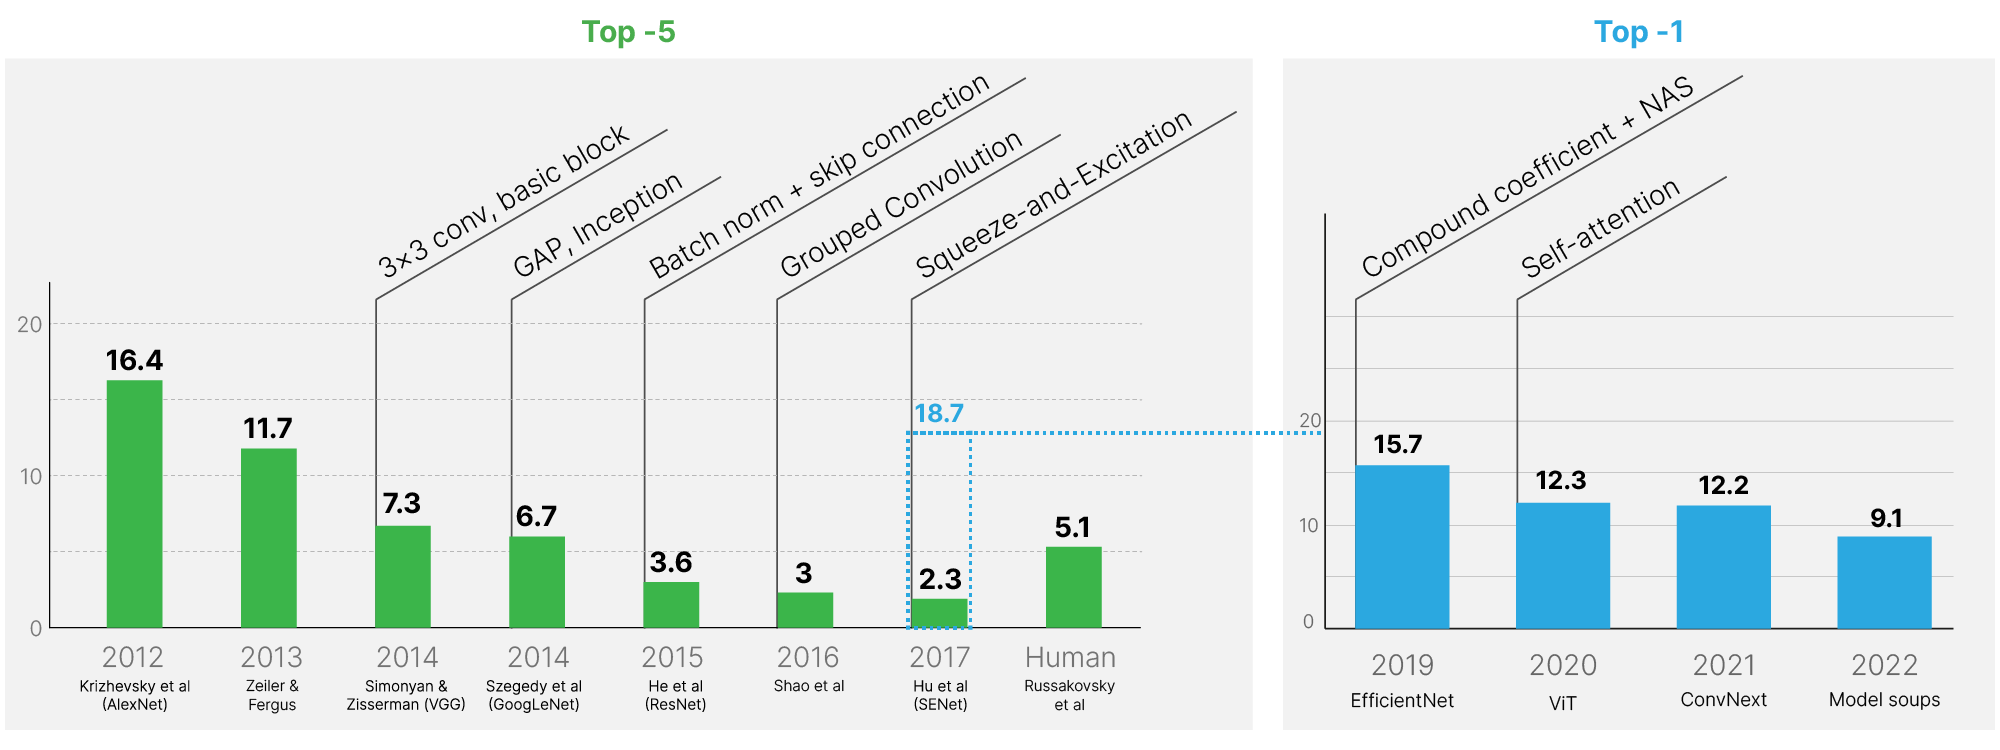 Top -5
Top -1
3×3 conv, basic block
GAP, Inception
Batch norm + skip connection
Grouped Convolution
Squeeze-and-Excitation
Compound coefficient + NAS
Self-attention
20
10
0
16.4
11.7
7.3
6.7
3.6
3
18.7
2.3
5.1
2012
Krizhevsky et al
(AlexNet)
2013
Zeiler &
Fergus
2014
Simonyan &
Zisserman (VGG)
2014
Szegedy et al
(GoogLeNet)
2015
He et al
(ResNet)
2016
Shao et al
2017
Hu et al
(SENet)
Human
Russakovsky
et al
20
10
0
15.7
12.3
12.2
9.1
2019
EfficientNet
2020
ViT
2021
ConvNext
2022
Model soups